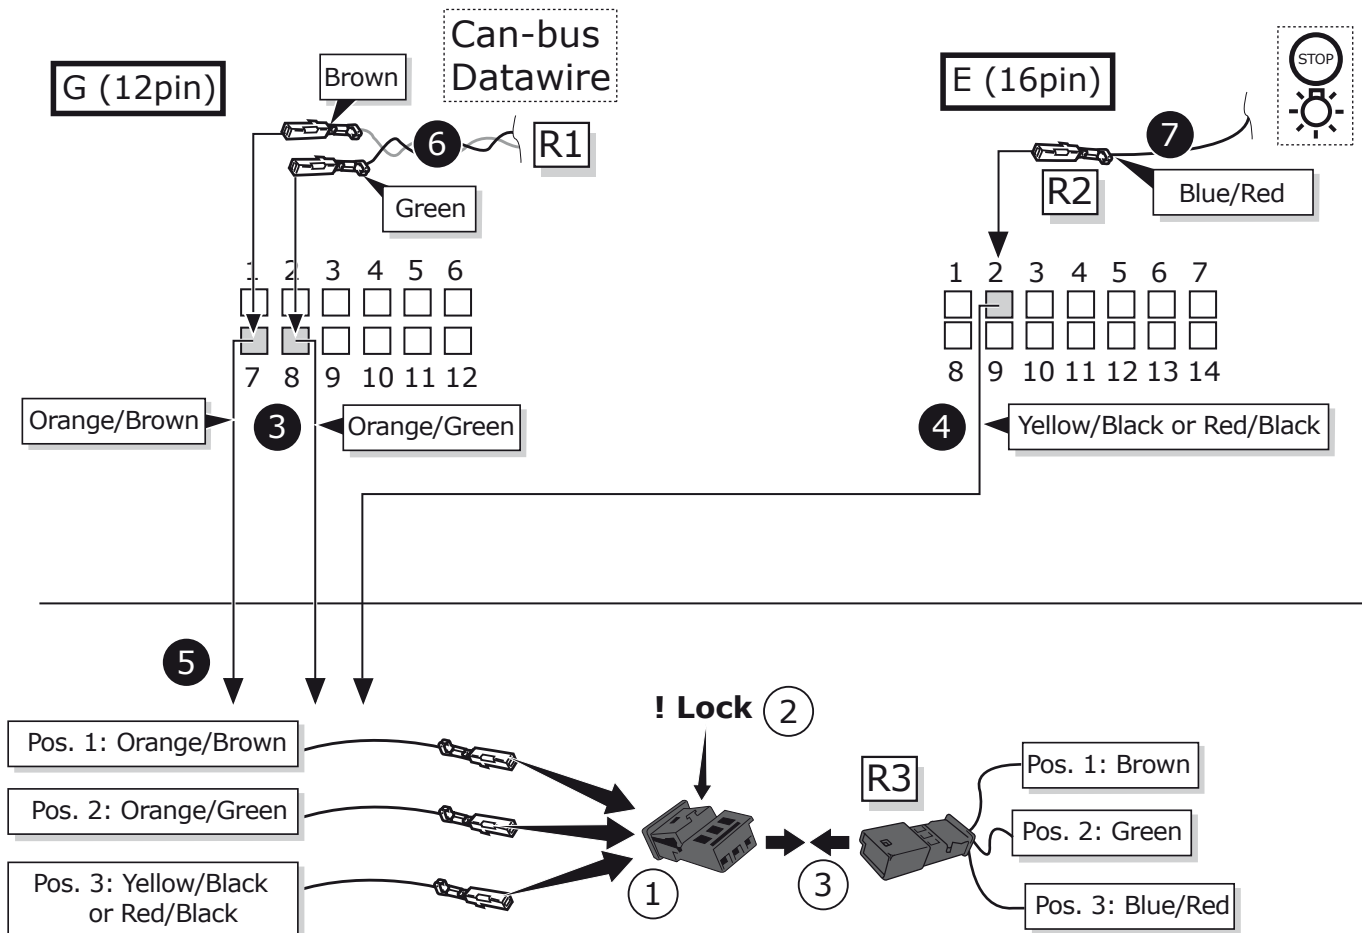 Can-bus
Datawire
G (12pin)
Brown
6
R1
Green
E (16pin)
STOP
7
R2
Blue/Red
1 2 3 4 5 6
7 8 9 10 11 12
1 2 3 4 5 6 7
8 9 10 11 12 13 14
Orange/Brown
3
Orange/Green
4
Yellow/Black or Red/Black
5
! Lock 2
Pos. 1: Orange/Brown
Pos. 2: Orange/Green
Pos. 3: Yellow/Black
or Red/Black
1
R3
3
Pos. 1: Brown
Pos. 2: Green
Pos. 3: Blue/Red